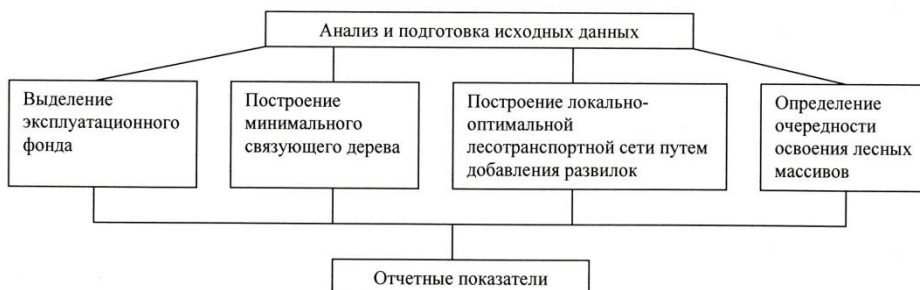 Анализ и подготовка исходных данных
Выделение
эксплуатационного
фонда
Построение
минимального
связующего дерева
Построение локально-
оптимальной
лесотранспортной сети путем
добавления развилок
Определение
очередности
освоения лесных
массивов
Отчетные показатели